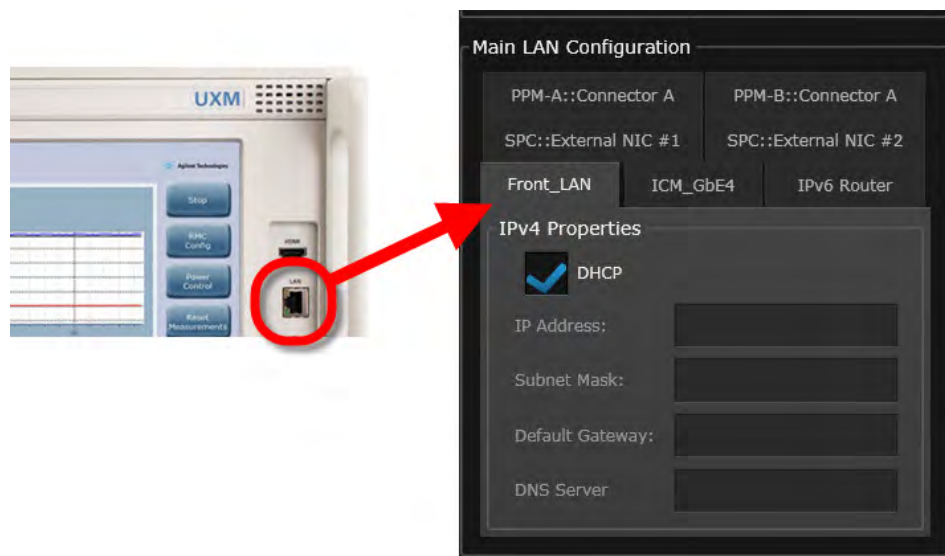 UXM
Agilent Technologies
Stop
RMC
Config
Power
Control
Reset
Measurements
HDMI
LAN
Main LAN Configuration
PPM-A::Connector A
PPM-B::Connector A
SPC::External NIC #1
SPC::External NIC #2
Front_LAN
ICM_GbE4
IPv6 Router
IPv4 Properties
DHCP
IP Address:
Subnet Mask:
Default Gateway:
DNS Server